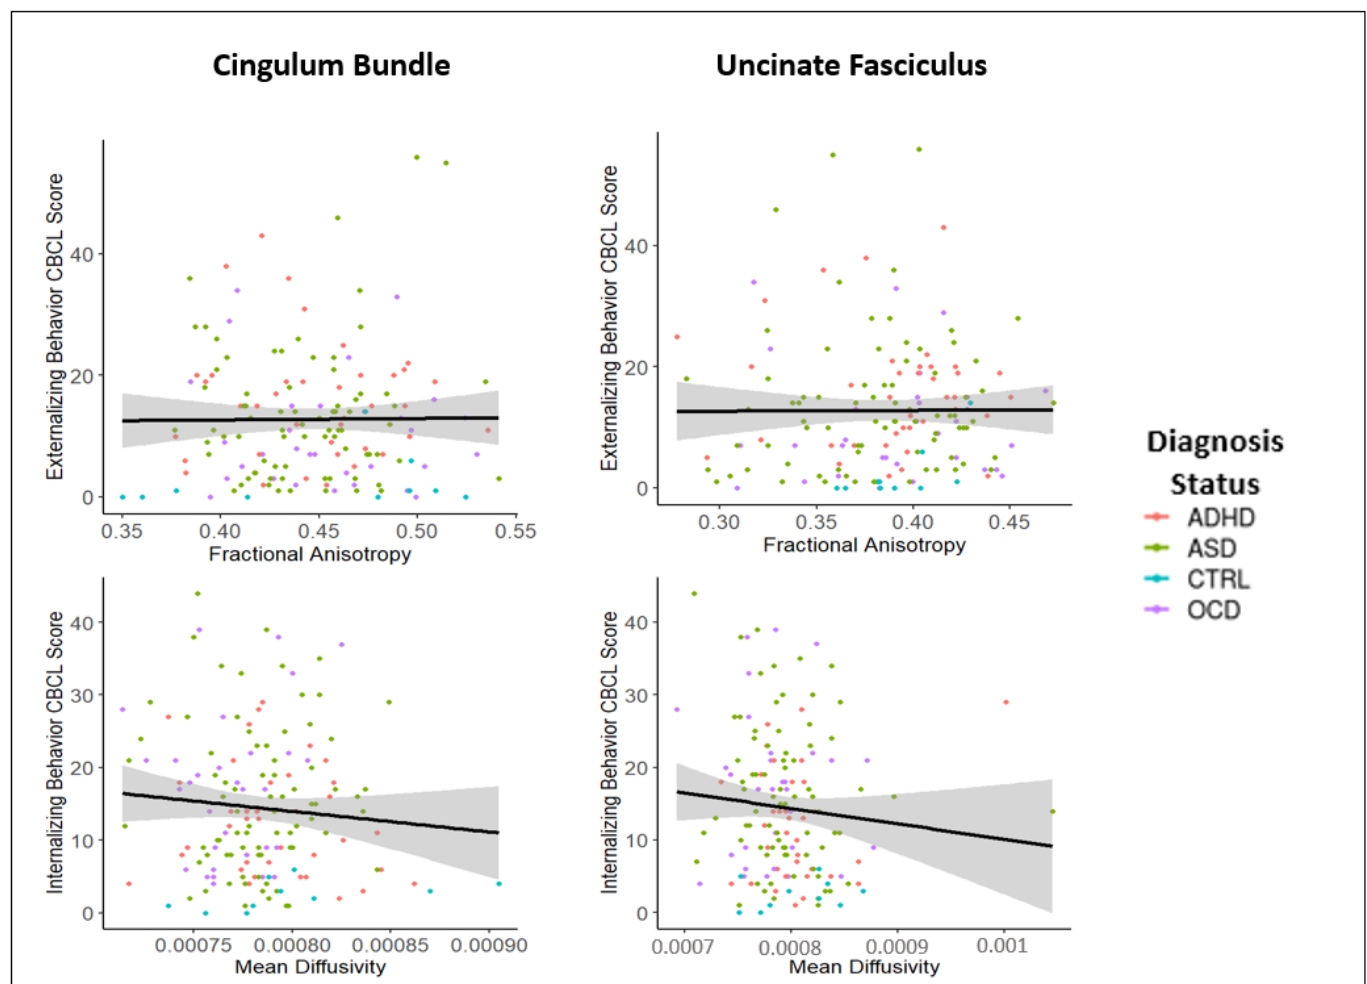 Cingulum Bundle
Uncinate Fasciculus
Externalizing Behavior CBCL Score
40
20
0
0.35 0.40 0.45 0.50 0.55
Fractional Anisotropy
Externalizing Behavior CBCL Score
40
20
0
0.30 0.35 0.40 0.45
Fractional Anisotropy
Diagnosis
Status
ADHD
ASD
CTRL
OCD
Internalizing Behavior CBCL Score
40
30
20
10
0
0.00075 0.00080 0.00085 0.00090
Mean Diffusivity
Internalizing Behavior CBCL Score
40
30
20
10
0
0.0007 0.0008 0.0009 0.001
Mean Diffusivity